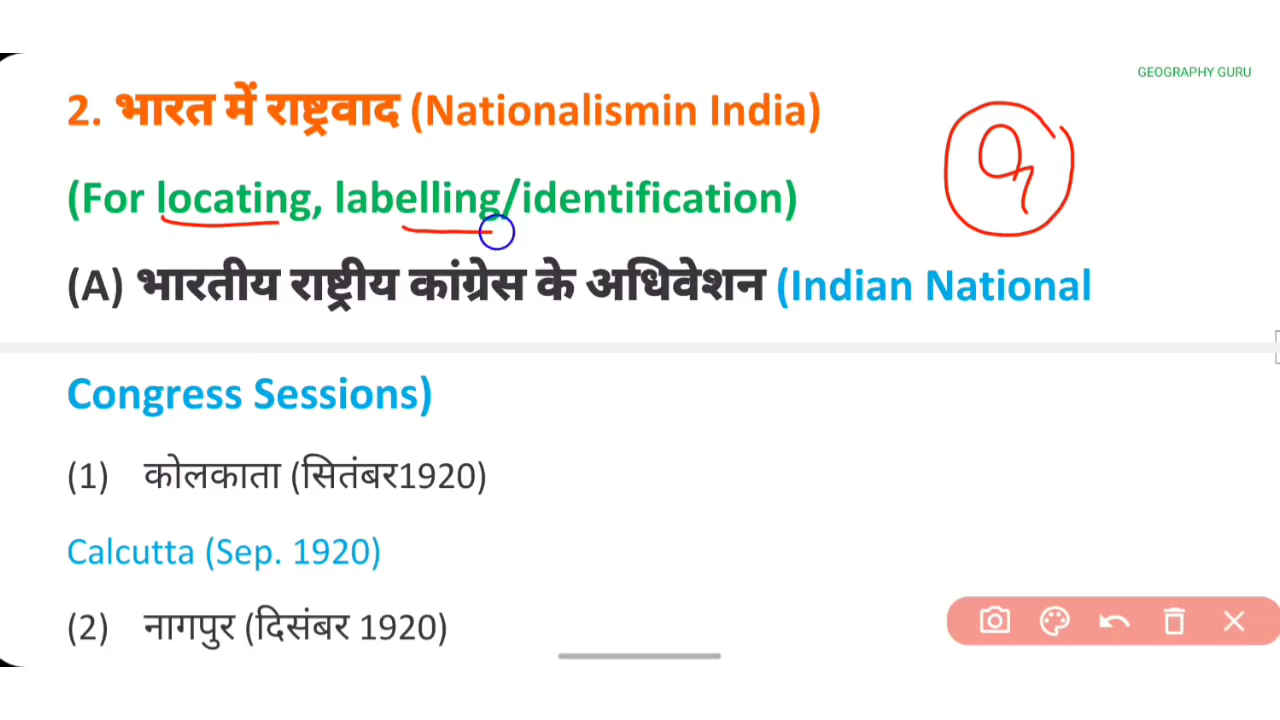 GEOGRAPHY GURU
2. भारत में राष्ट्रवाद (Nationalismin India)
(For locating, labelling/identification)
(A) भारतीय राष्ट्रीय कांग्रेस के अधिवेशन (Indian National
Congress Sessions)
(1) कोलकाता (सितंबर1920)
Calcutta (Sep. 1920)
(2) नागपुर (दिसंबर 1920)